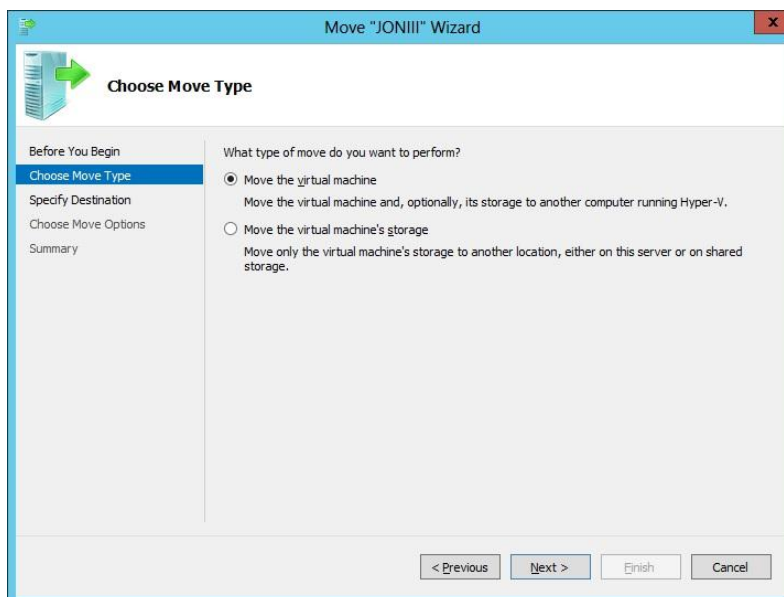 Move "JONIII" Wizard
x
Choose Move Type
Before You Begin
Choose Move Type
Specify Destination
Choose Move Options
Summary
What type of move do you want to perform?
Move the virtual machine
Move the virtual machine and, optionally, its storage to another computer running Hyper-V.
Move the virtual machine's storage
Move only the virtual machine's storage to another location, either on this server or on shared
storage.
< Previous
Next >
Finish
Cancel